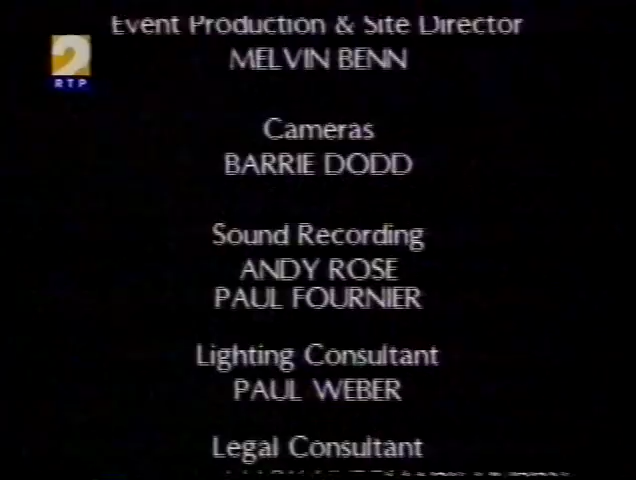 Event Production & Site Director
MELVIN BENN
2
RTP
Cameras
BARRIE DODD
Sound Recording
ANDY ROSE
PAUL FOURNIER
Lighting Consultant
PAUL WEBER
Legal Consultant